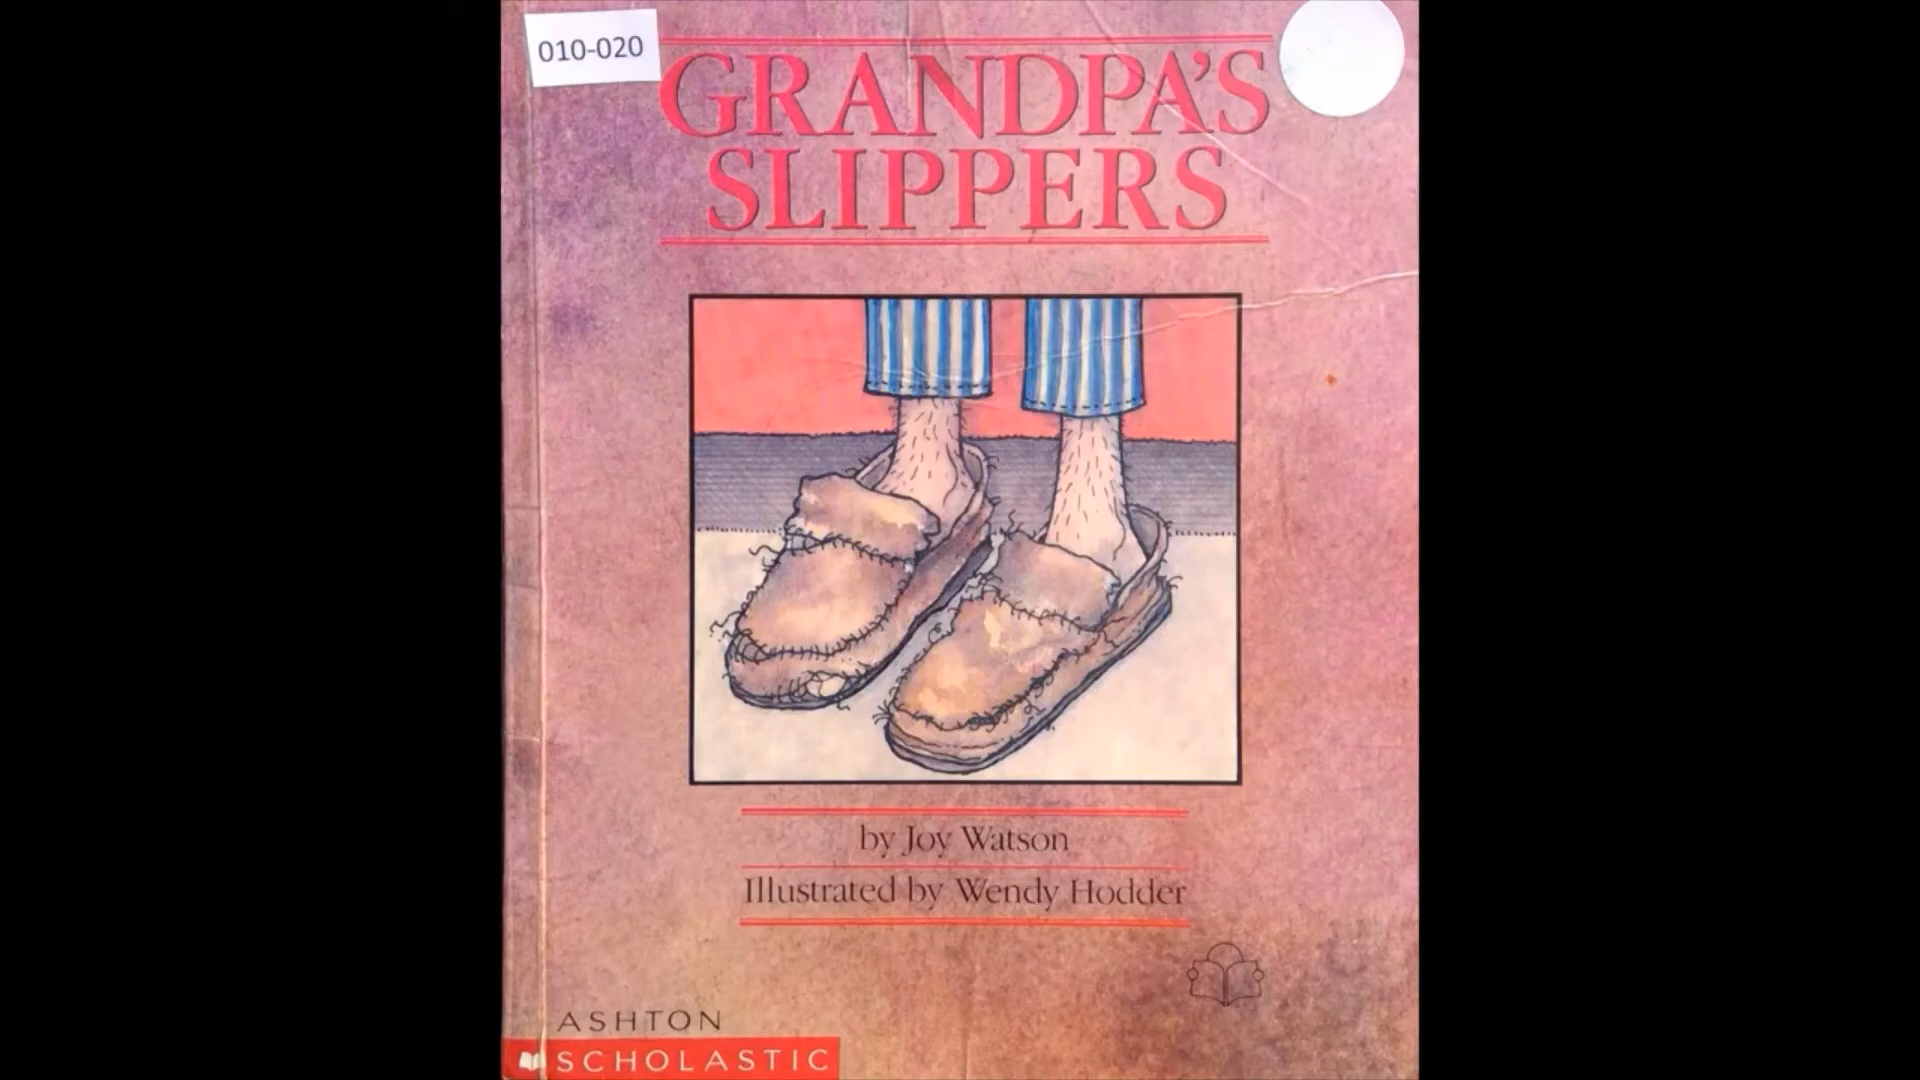 010-020
GRANDPA'S
SLIPPERS
by Joy Watson
Illustrated by Wendy Hodder
ASHTON
SCHOLASTIC